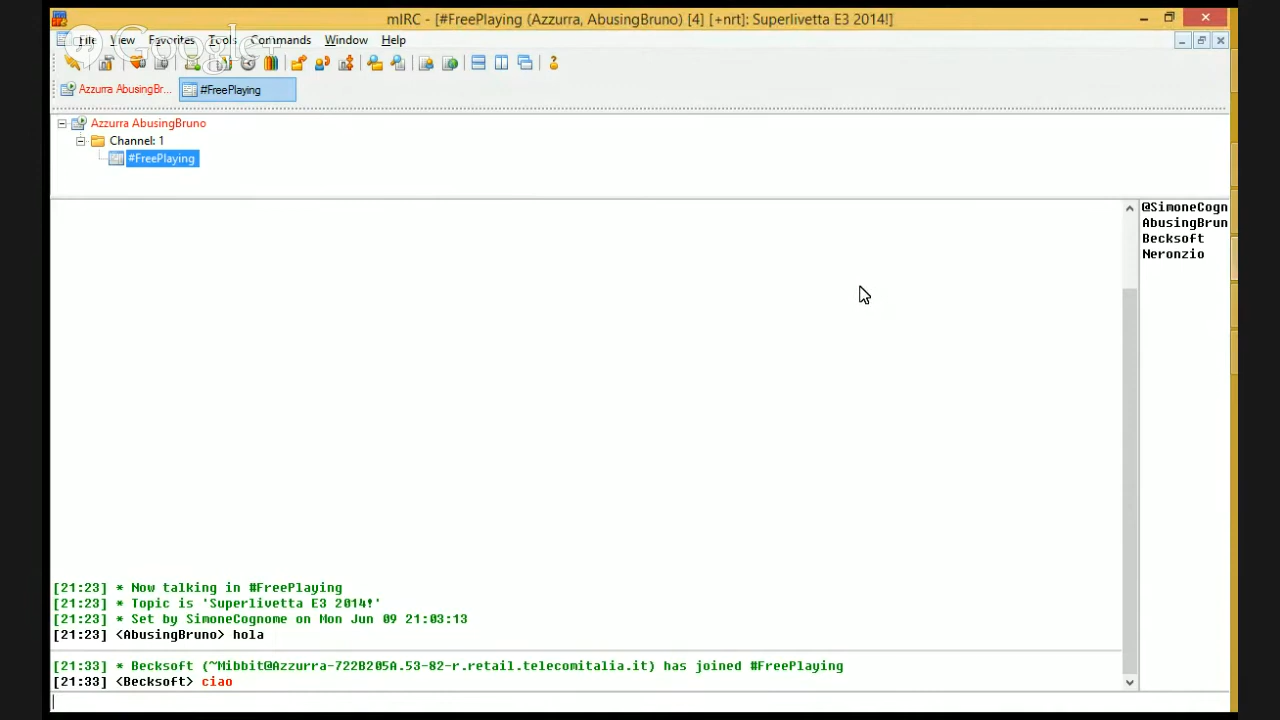 mIRC - [#FreePlaying (Azzurra, AbusingBruno) [4] [+nrt]: Superlivetta E3 2014!]
Google+
File View Favorites Tools Commands Window Help
Azzurra AbusingBr... #FreePlaying
Azzurra AbusingBruno
Channel: 1
#FreePlaying
@SimoneCogn
AbusingBrun
Becksoft
Neronzio
[21:23] * Now talking in #FreePlaying
[21:23] * Topic is 'Superlivetta E3 2014!'
[21:23] * Set by SimoneCognome on Mon Jun 09 21:03:13
[21:23] <AbusingBruno> hola
[21:33] * Becksoft (~Mibbit@Azzurra-722B205A.53-82-r.retail.telecomitalia.it) has joined #FreePlaying
[21:33] <Becksoft> ciao